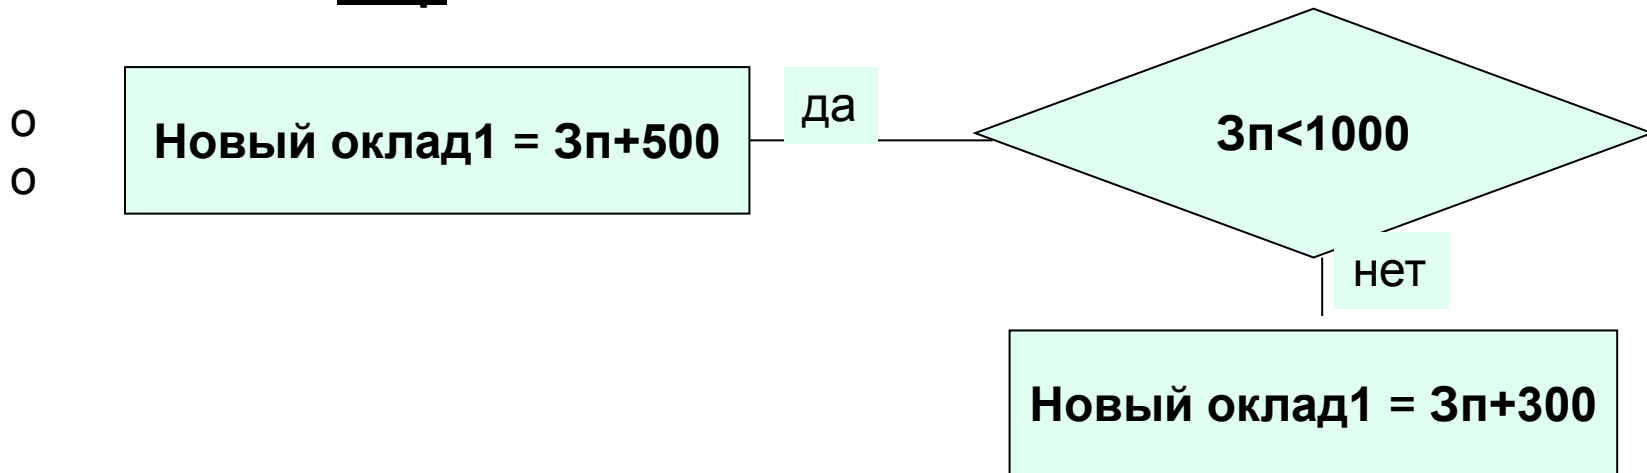 о
о
Новый оклад1 = Зп+500
да
Зп<1000
нет
Новый оклад1 = Зп+300